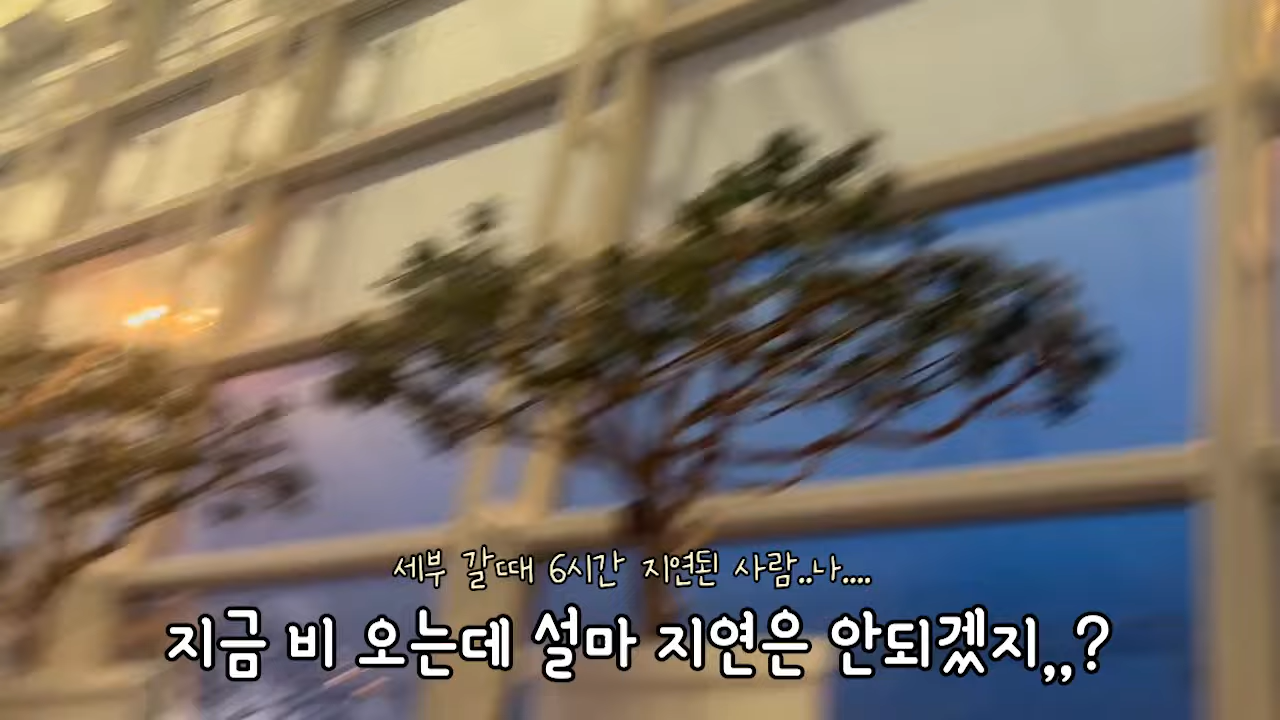 세부 갈때 6시간 지연된 사람..나....
지금 비 오는데 설마 지연은 안되겠지,,?